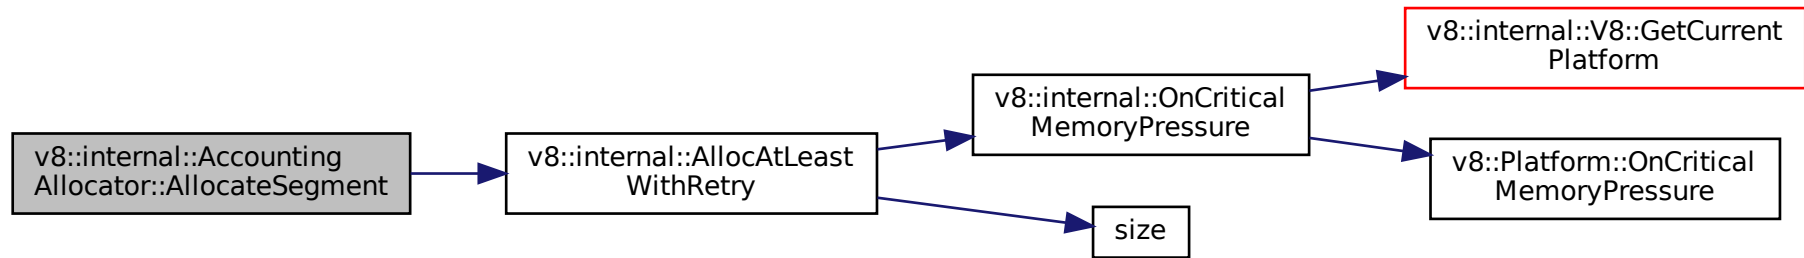 v8::internal::Accounting
Allocator::AllocateSegment
v8::internal::AllocAtLeast
WithRetry
v8::internal::OnCritical
MemoryPressure
v8::internal::V8::GetCurrent
Platform
v8::Platform::OnCritical
MemoryPressure
size